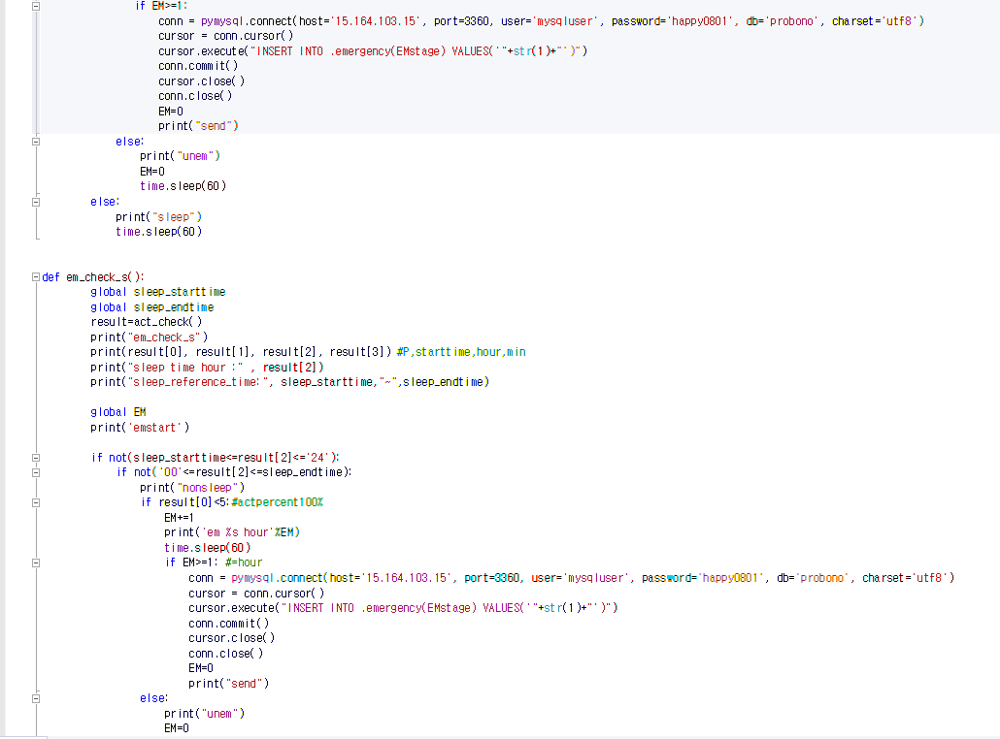 if EM>=1:
conn = pymysql.connect(host='15.164.103.15', port=3360, user='mysqluser', password='happy0801', db='probono', charset='utf8')
cursor = conn.cursor()
cursor.execute("INSERT INTO .emergency(EMstage) VALUES('"+str(1)+"')")
conn.commit()
cursor.close()
conn.close()
EM=0
print("send")
else:
print("unem")
EM=0
time.sleep(60)
else:
print("sleep")
time.sleep(60)
def em_check_s():
global sleep_starttime
global sleep_endtime
result=act_check()
print("em_check_s")
print(result[0], result[1], result[2], result[3]) #P,starttime,hour,min
print("sleep time hour :" , result[2])
print("sleep_reference_time:", sleep_starttime,"~",sleep_endtime)
global EM
print('emstart')
if not(sleep_starttime<=result[2]<='24'):
if not('00'<=result[2]<=sleep_endtime):
print("nonsleep")
if result[0]<5:#actpercent100%
EM+=1
print('em %s hour'%EM)
time.sleep(60)
if EM>=1: #=hour
conn = pymysql.connect(host='15.164.103.15', port=3360, user='mysqluser', password='happy0801', db='probono', charset='utf8')
cursor = conn.cursor()
cursor.execute("INSERT INTO .emergency(EMstage) VALUES('"+str(1)+"')")
conn.commit()
cursor.close()
conn.close()
EM=0
print("send")
else:
print("unem")
EM=0